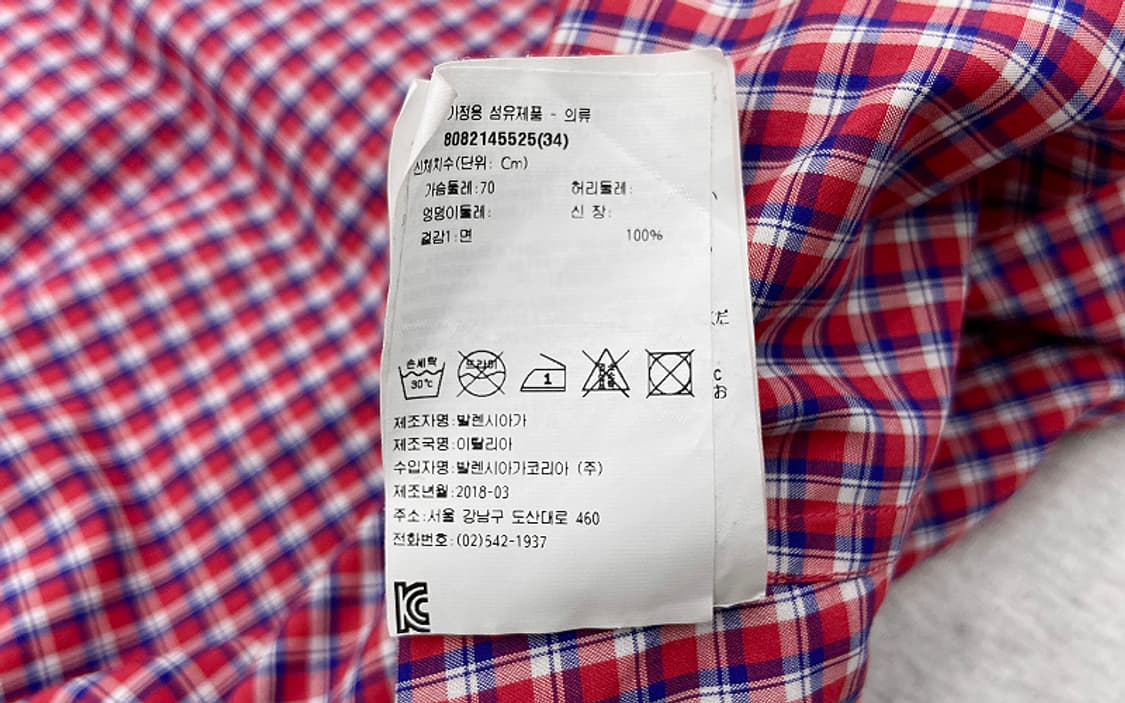 가정용 섬유제품 - 의류
8082145525(34)
신체치수(단위: Cm)
가슴둘레:70 허리둘레:
엉덩이둘레: 신 장:
겉감1:면 100%
손세탁 30℃ 드라이 1
제조자명:발렌시아가
제조국명:이탈리아
수입자명:발렌시아가코리아 (주)
제조년월:2018-03
주소:서울 강남구 도산대로 460
전화번호:(02)542-1937
KC